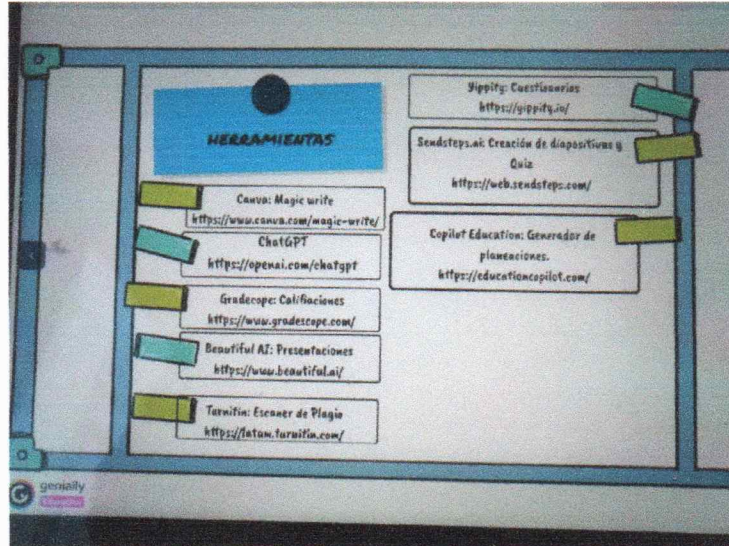 HERRAMIENTAS
Canva: Magic write
https://www.canva.com/magic-write/
ChatGPT
https://openai.com/chatgpt
Gradecope: Califiaciones
https://www.gradescope.com/
Beautiful AI: Presentaciones
https://www.beautiful.ai/
Turnitin: Escaner de Plagio
https://latam.turnitin.com/
Yippity: Cuestionarios
https://yippity.io/
Sendsteps.ai: Creación de diapositivas y
Quiz
https://web.sendsteps.com/
Copilot Education: Generador de
planeaciones.
https://educationcopilot.com/
genially